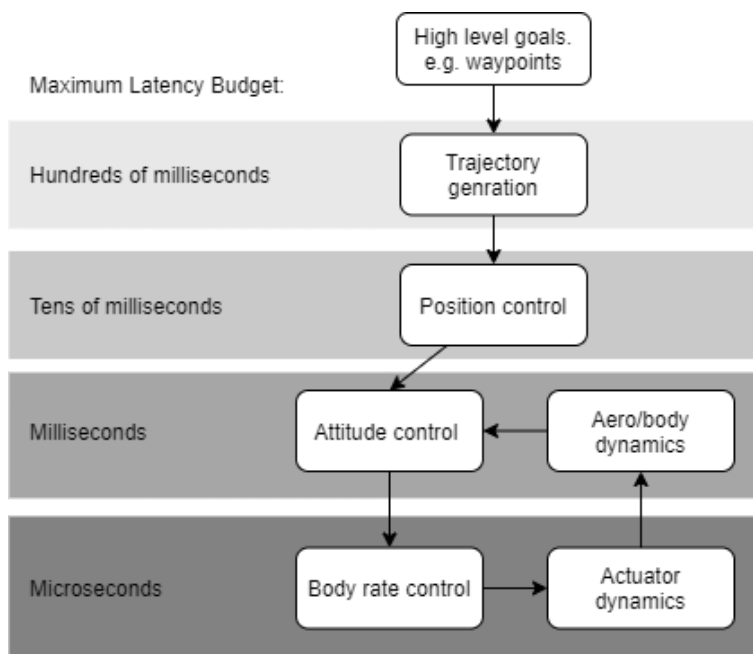 High level goals.
e.g. waypoints
Maximum Latency Budget:
Hundreds of milliseconds
Trajectory
genration
Tens of milliseconds
Position control
Milliseconds
Attitude control
Aero/body
dynamics
Microseconds
Body rate control
Actuator
dynamics